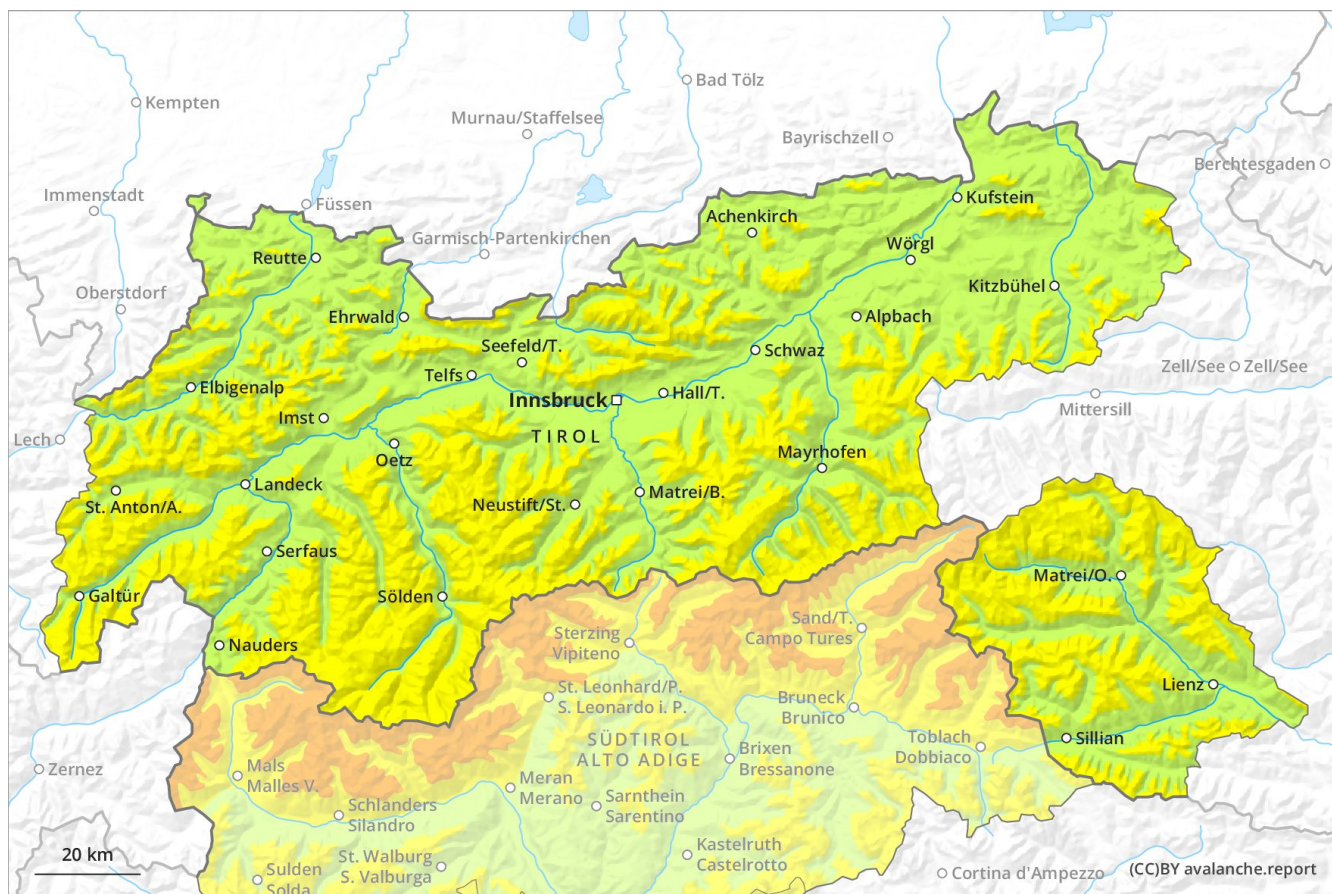 Bad Tölz
Kempten
Murnau/Staffelsee
Bayrischzell
Berchtesgaden
Immenstadt
Füssen
Kufstein
Achenkirch
Garmisch-Partenkirchen
Wörgl
Reutte
Kitzbühel
Oberstdorf
Ehrwald
Alpbach
Seefeld/T.
Schwaz
Telfs
Zell/See
Zell/See
Elbigenalp
Innsbruck
Hall/T.
Mittersill
Imst
TIROL
Lech
Oetz
Mayrhofen
Landeck
St. Anton/A.
Neustift/St.
Matrei/B.
Serfaus
Matrei/O.
Galtür
Sölden
Sand/T.
Campo Tures
Sterzing
Vipiteno
Nauders
Lienz
St. Leonhard/P.
S. Leonardo i. P.
Bruneck
Brunico
SÜDTIROL
ALTO ADIGE
Toblach
Dobbiaco
Sillian
Brixen
Bressanone
Zernez
Mals
Malles V.
Meran
Merano
Sarnthein
Sarentino
Schlanders
Silandro
Kastelruth
Castelrotto
20 km
St. Walburg
S. Valburga
Sulden
Solda
Cortina d'Ampezzo
(CC)BY avalanche.report